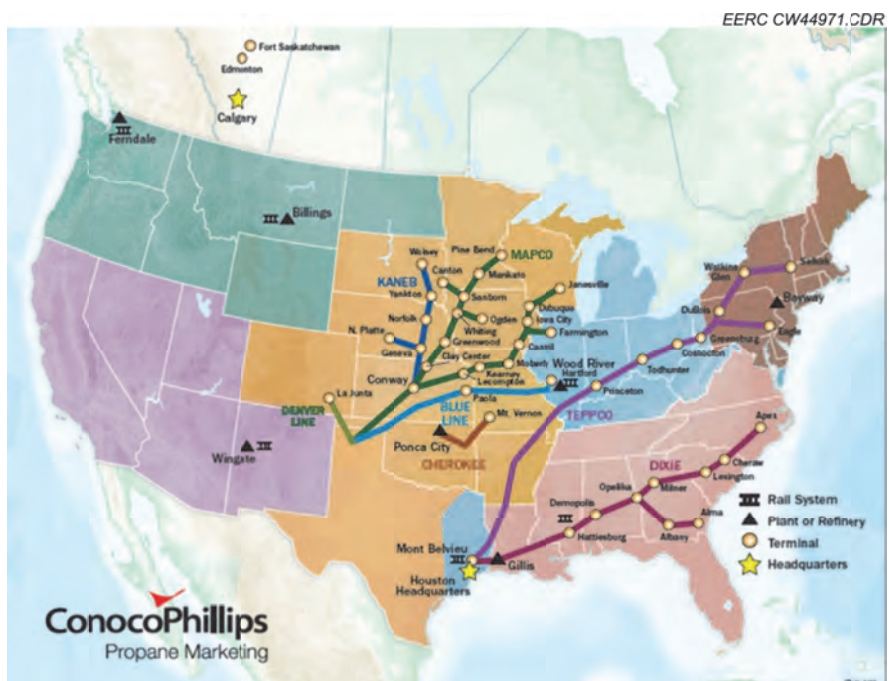 EERC CW44971.CDR
Fort Saskatchewan
Edmonton
Calgary
Ferndale
Billings
Wolsey
Pine Bend
MAPCO
Canton
Mankato
KANEB
Yankton
Sanborn
Janesville
Dubuque
Norfolk
Ogden
Iowa City
Whiting
N. Platte
Greenwood
Farmington
Geneva
Clay Center
Moberly
Wood River
Conway
Kearney
Hartford
Lecompton
La Junta
Paola
DENVER
LINE
BLUE
LINE
Mt. Vernon
Ponca City
CHEROKEE
Wingate
Watkins
Glen
Selkirk
DuBois
Bayway
Eagle
Greensburg
Coshocton
Todhunter
Princeton
TEPPCO
Apex
DIXIE
Cheraw
Lexington
Milner
Opelika
Demopolis
Alma
Albany
Hattiesburg
Mont Belvieu
Gillis
Houston
Headquarters
Rail System
Plant or Refinery
Terminal
Headquarters
ConocoPhillips
Propane Marketing